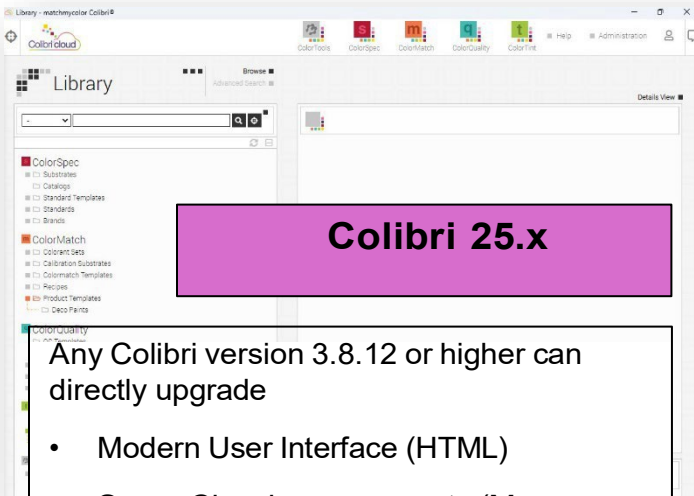 Library - matchmycolor Colibri®
Colibri cloud
ColorTools
ColorSpec
ColorMatch
ColorQuality
ColorTint
Help
Administration
Library
Browse
Advanced Search
Details View
-
ColorSpec
Substrates
Catalogs
Standard Templates
Standards
Brands
ColorMatch
Colorant Sets
Calibration Substrates
Colormatch Templates
Recipes
Product Templates
Deco Paints
ColorQuality
QC Templates
Colibri 25.x
Any Colibri version 3.8.12 or higher can
directly upgrade
• Modern User Interface (HTML)